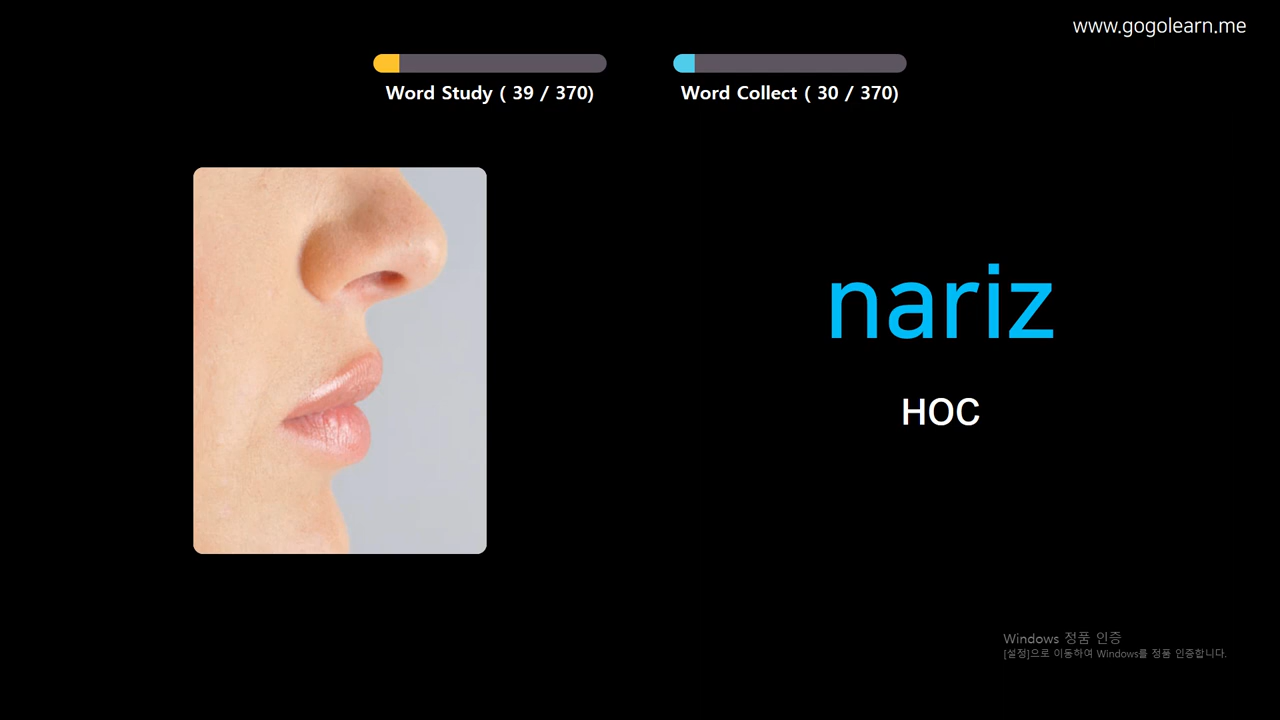 www.gogolearn.me
Word Study ( 39 / 370)
Word Collect ( 30 / 370)
nariz
нос
Windows 정품 인증
[설정]으로 이동하여 Windows를 정품 인증합니다.